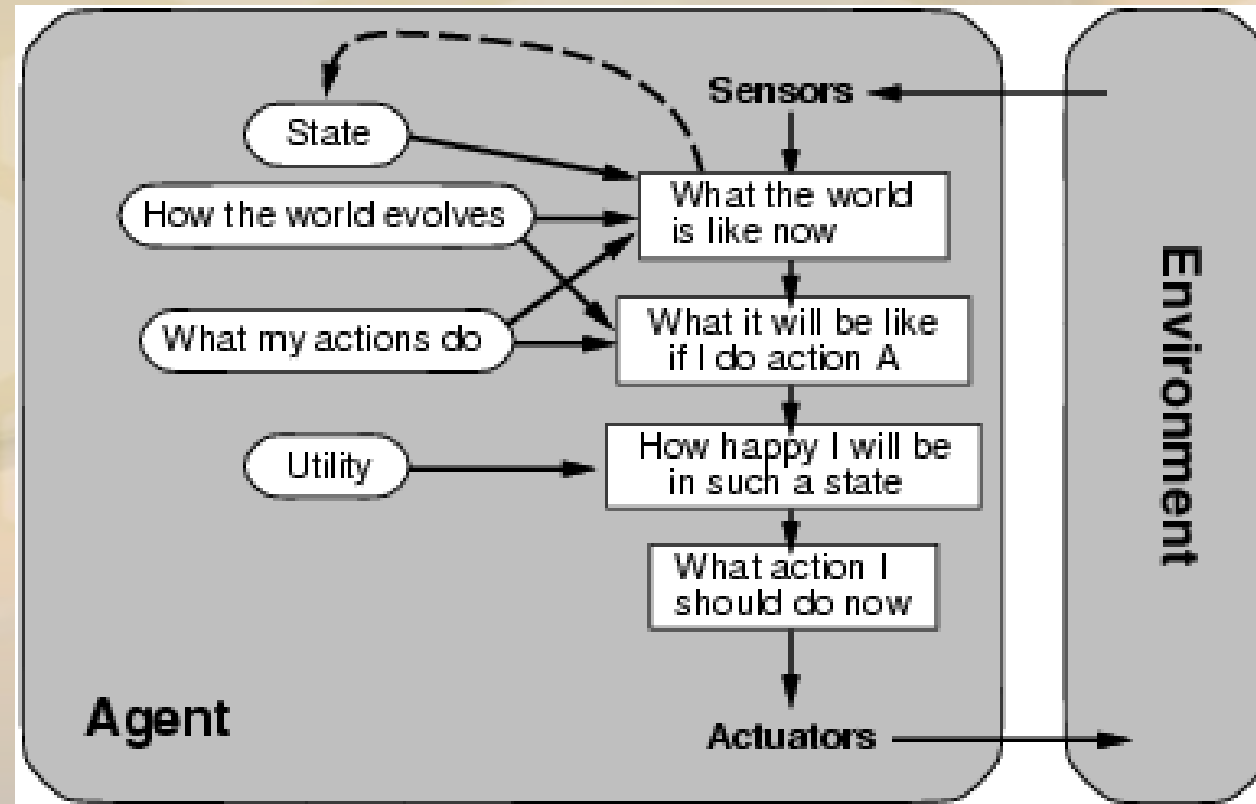 Sensors
State
What the world
is like now
How the world evolves
What it will be like
if I do action A
What my actions do
How happy I will be
in such a state
Utility
What action I
should do now
Agent
Actuators
Environment